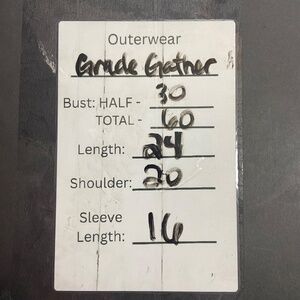 Outerwear
Grade Gather
Bust: HALF - 30
TOTAL - 60
Length: 24
Shoulder: 20
Sleeve
Length: 16